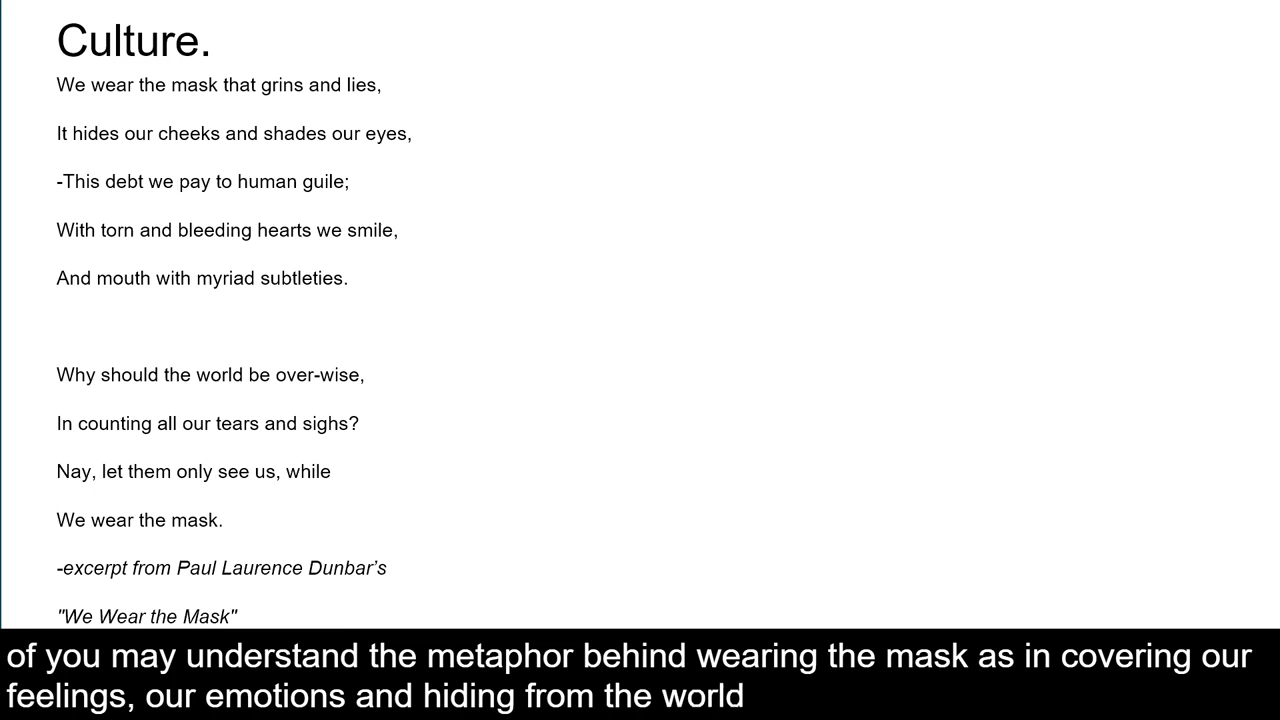 Culture.
We wear the mask that grins and lies,
It hides our cheeks and shades our eyes,
-This debt we pay to human guile;
With torn and bleeding hearts we smile,
And mouth with myriad subtleties.
Why should the world be over-wise,
In counting all our tears and sighs?
Nay, let them only see us, while
We wear the mask.
-excerpt from Paul Laurence Dunbar’s
"We Wear the Mask"
of you may understand the metaphor behind wearing the mask as in covering our
feelings, our emotions and hiding from the world